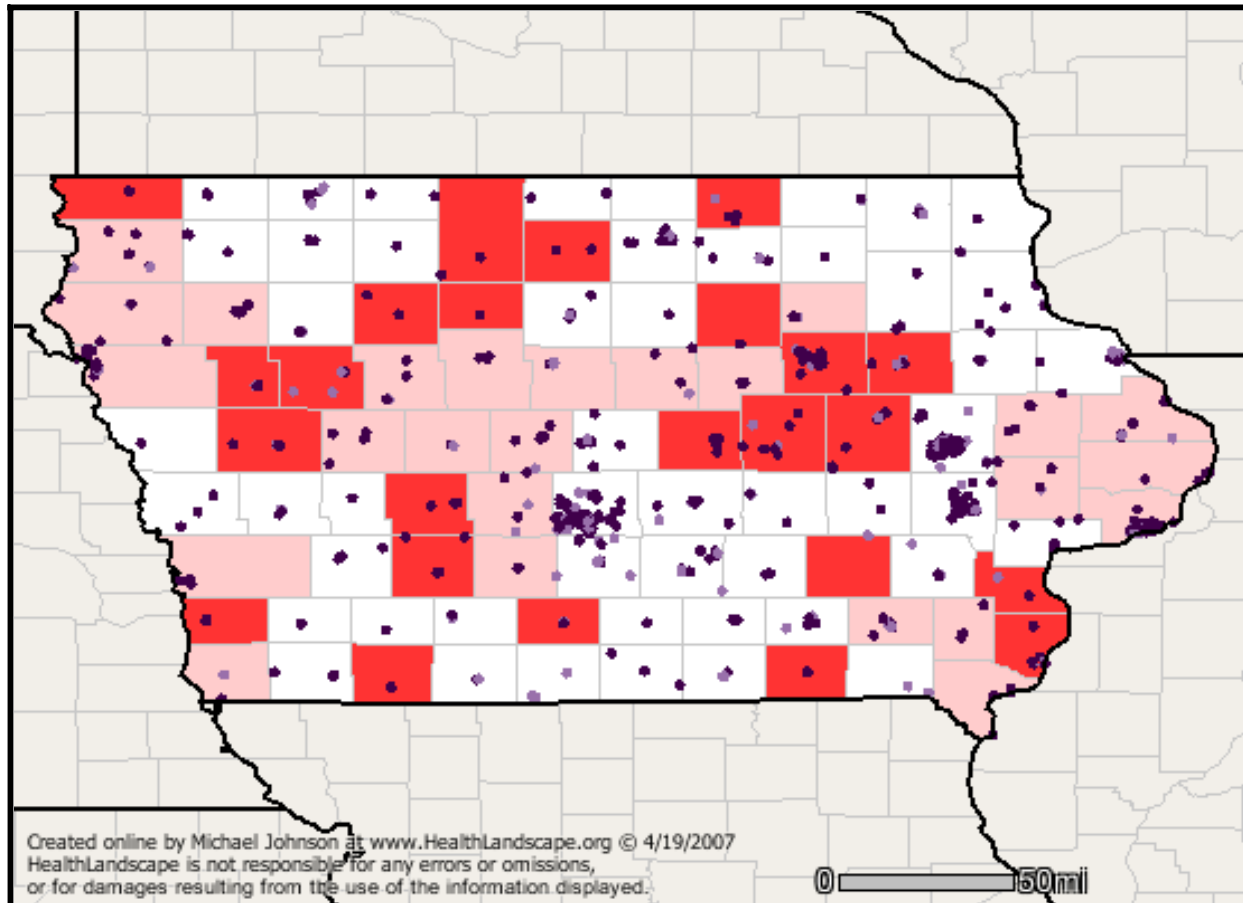 Created online by Michael Johnson at www.HealthLandscape.org © 4/19/2007
HealthLandscape is not responsible for any errors or omissions,
or for damages resulting from the use of the information displayed.
0 50mi